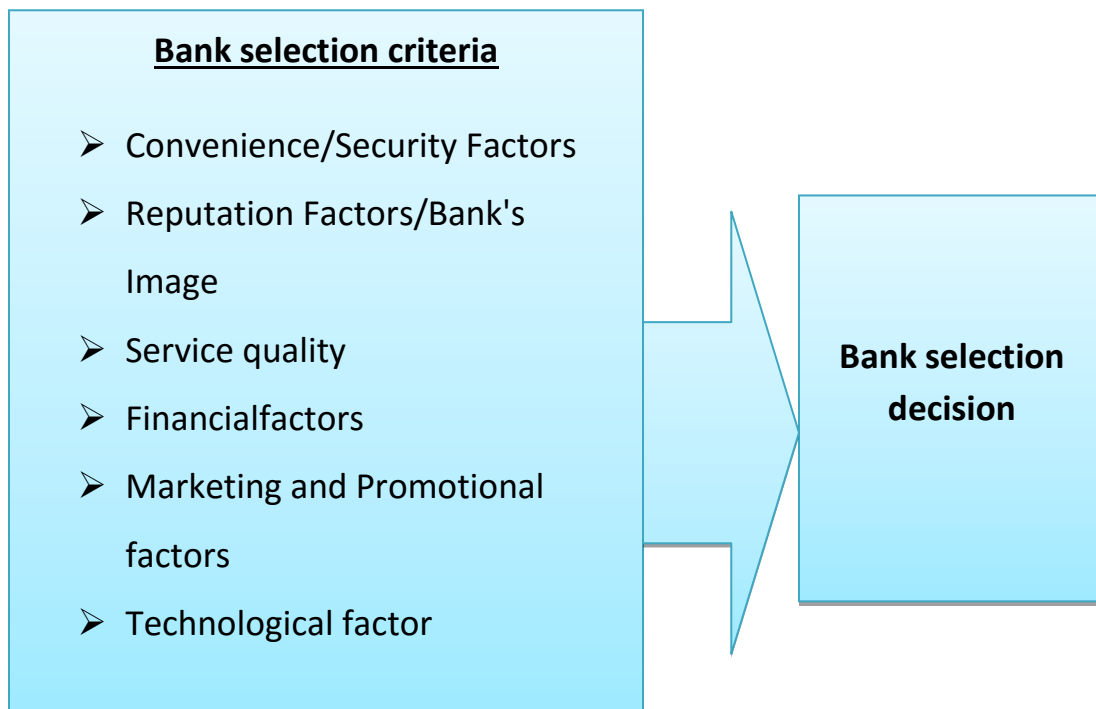 Bank selection criteria
➢ Convenience/Security Factors
➢ Reputation Factors/Bank's
Image
➢ Service quality
➢ Financialfactors
➢ Marketing and Promotional
factors
➢ Technological factor
Bank selection
decision